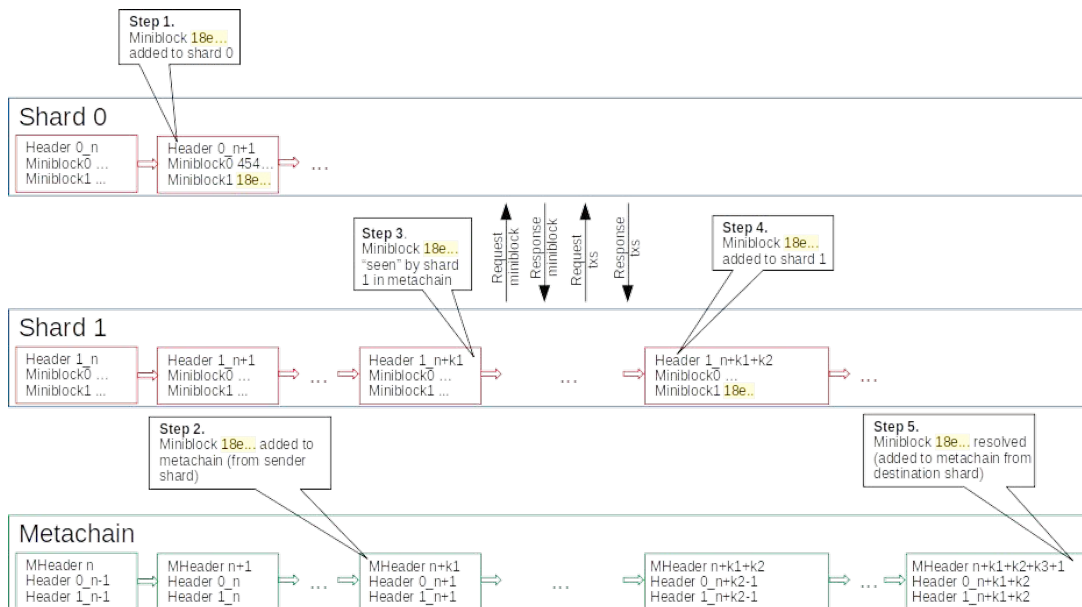 Step 1.
Miniblock 18e...
added to shard 0
Shard 0
Header 0_n
Miniblock0 ...
Miniblock1 ...
Header 0_n+1
Miniblock0 454...
Miniblock1 18e...
...
Step 3.
Miniblock 18e...
“seen” by shard
1 in metachain
Request
miniblock
Response
miniblock
Request
txs
Response
txs
Step 4.
Miniblock 18e...
added to shard 1
Shard 1
Header 1_n
Miniblock0 ...
Miniblock1 ...
Header 1_n+1
Miniblock0 ...
Miniblock1 ...
...
Header 1_n+k1
Miniblock0 ...
Miniblock1 ...
...
Header 1_n+k1+k2
Miniblock0 ...
Miniblock1 18e..
...
Step 2.
Miniblock 18e... added to
metachain (from sender
shard)
Step 5.
Miniblock 18e... resolved
(added to metachain from
destination shard)
Metachain
MHeader n
Header 0_n-1
Header 1_n-1
MHeader n+1
Header 0_n
Header 1_n
...
MHeader n+k1
Header 0_n+1
Header 1_n+1
...
MHeader n+k1+k2
Header 0_n+k2-1
Header 1_n+k2-1
...
MHeader n+k1+k2+k3+1
Header 0_n+k1+k2
Header 1_n+k1+k2